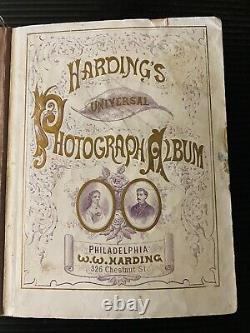 HARDING'S
UNIVERSAL
PHOTOGRAPH ALBUM
PHILADELPHIA
W.W. HARDING
326 Chestnut St.